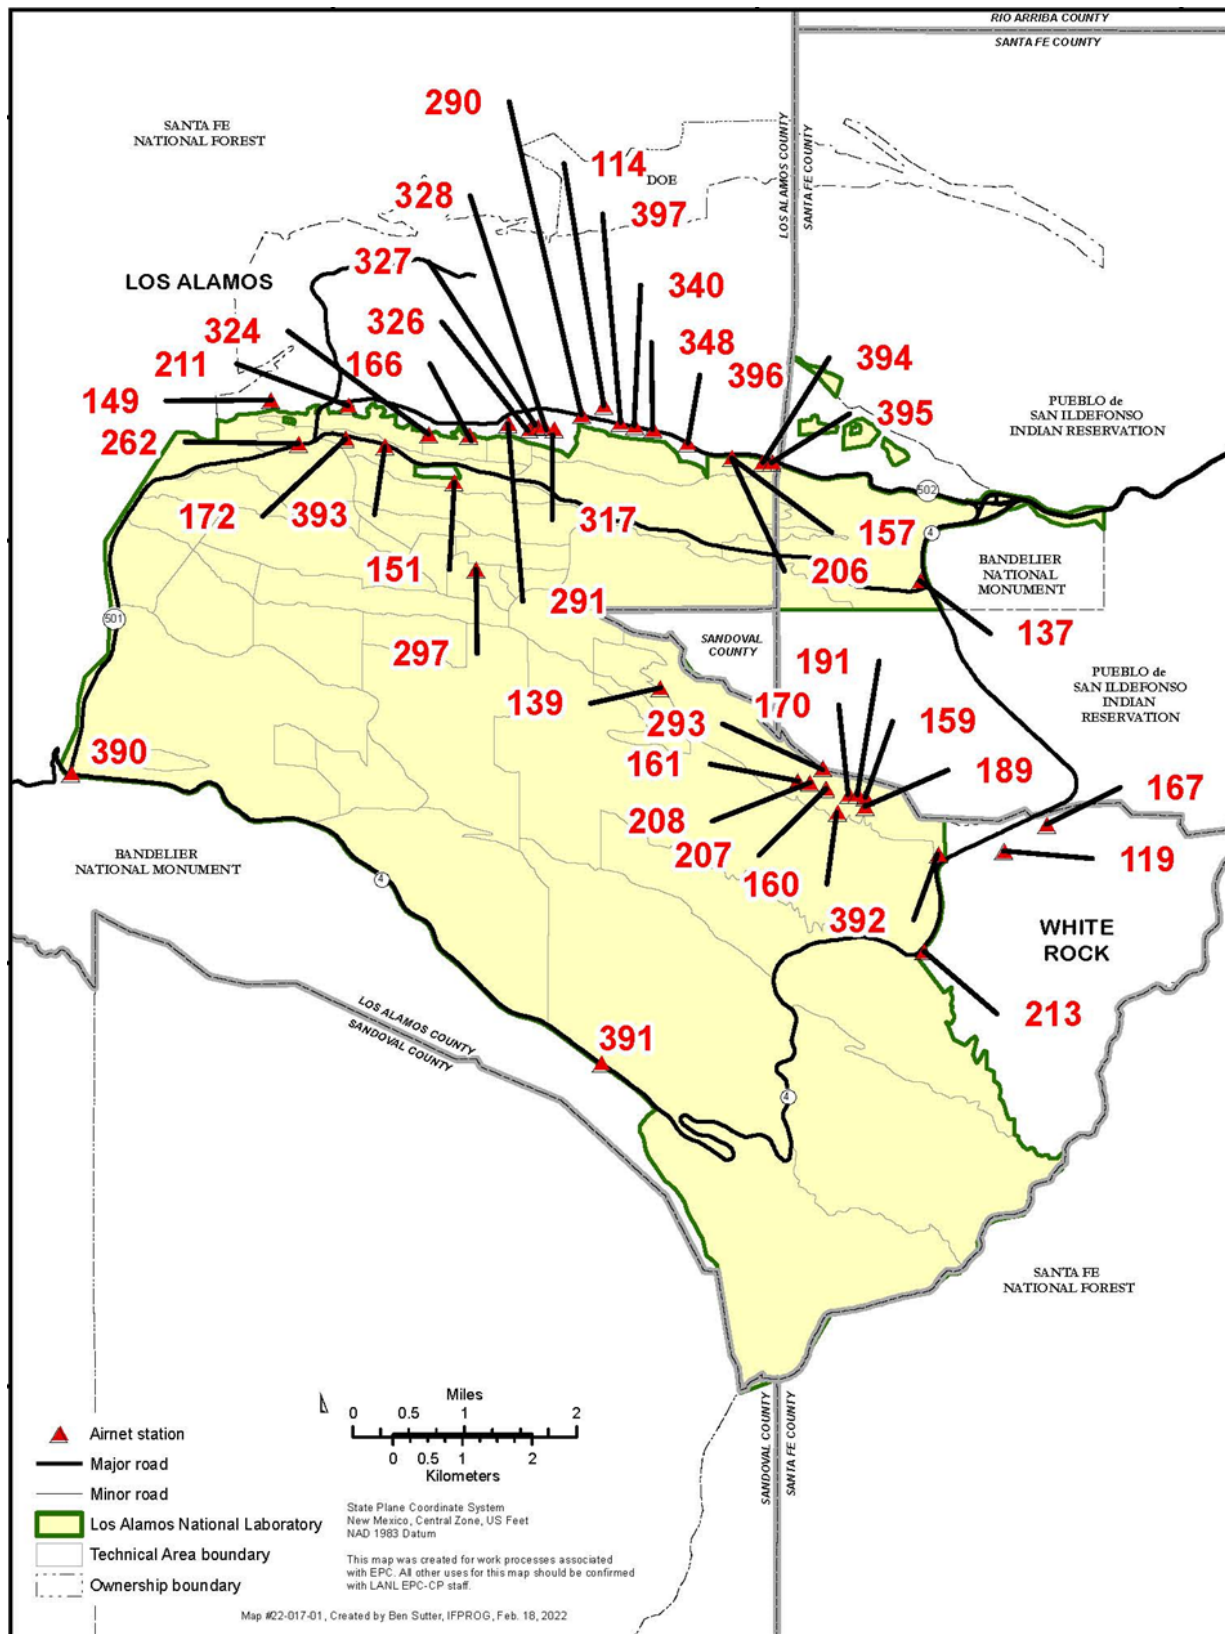 RIO ARRIBA COUNTY
SANTA FE COUNTY
290
SANTA FE
NATIONAL FOREST
114
DOE
LOS ALAMOS COUNTY
SANTA FE COUNTY
328
397
327
LOS ALAMOS
340
324
326
348
394
211
166
396
149
395
PUEBLO de
SAN ILDEFONSO
INDIAN RESERVATION
262
502
172
393
317
157
4
151
206
BANDELIER
NATIONAL
MONUMENT
291
501
137
297
SANDOVAL
COUNTY
191
PUEBLO de
SAN ILDEFONSO
INDIAN
RESERVATION
139
170
293
159
390
161
189
167
208
207
119
BANDELIER
NATIONAL MONUMENT
160
4
392
WHITE
ROCK
213
LOS ALAMOS COUNTY
SANDOVAL COUNTY
391
4
SANTA FE
NATIONAL FOREST
Miles
0 0.5 1 2
0 0.5 1 2
Kilometers
SANDOVAL COUNTY
SANTA FE COUNTY
Airnet station
Major road
Minor road
Los Alamos National Laboratory
Technical Area boundary
Ownership boundary
State Plane Coordinate System
New Mexico, Central Zone, US Feet
NAD 1983 Datum
This map was created for work processes associated
with EPC. All other uses for this map should be confirmed
with LANL EPC-CP staff.
Map #22-017-01, Created by Ben Sutter, IFPROG, Feb. 18, 2022